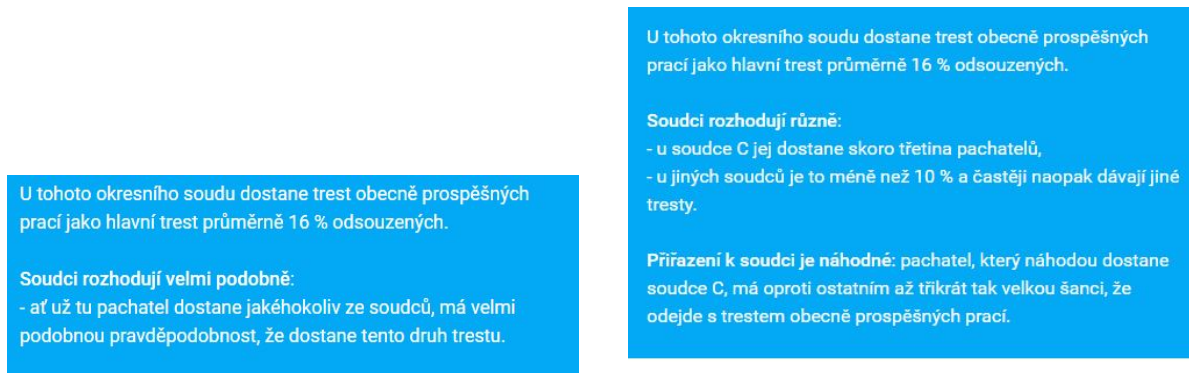 U tohoto okresního soudu dostane trest obecně prospěšných
prací jako hlavní trest průměrně 16 % odsouzených.
Soudci rozhodují velmi podobně:
- ať už tu pachatel dostane jakéhokoliv ze soudců, má velmi
podobnou pravděpodobnost, že dostane tento druh trestu.
U tohoto okresního soudu dostane trest obecně prospěšných
prací jako hlavní trest průměrně 16 % odsouzených.
Soudci rozhodují různě:
- u soudce C jej dostane skoro třetina pachatelů,
- u jiných soudců je to méně než 10 % a častěji naopak dávají jiné
tresty.
Přiřazení k soudci je náhodné: pachatel, který náhodou dostane
soudce C, má oproti ostatním až třikrát tak velkou šanci, že
odejde s trestem obecně prospěšných prací.